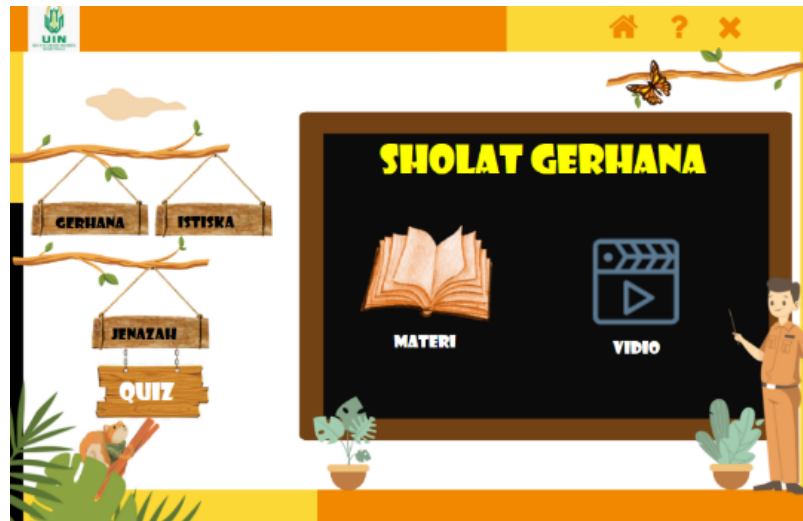 UIN
?
SHOLAT GERHANA
GERHANA
ISTISKA
MATERI
VIDIO
JENAZAH
QUIZ